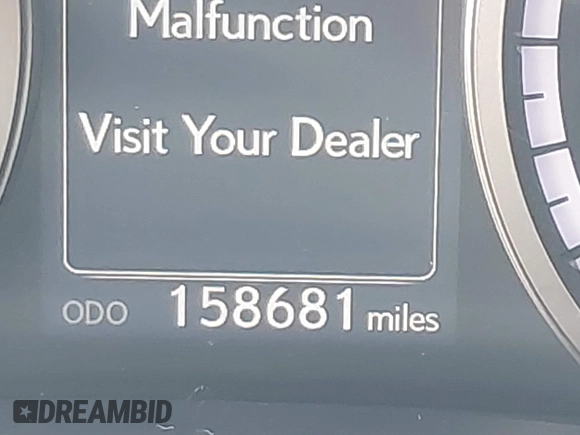 Malfunction
Visit Your Dealer
ODO 158681 miles
DREAMBID